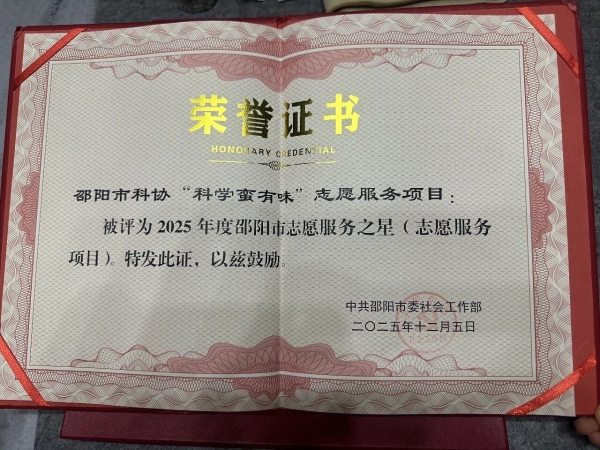 荣誉证书
HONORARY CREDENTIAL
邵阳市科协“科学蛮有味”志愿服务项目：
被评为2025年度邵阳市志愿服务之星（志愿服务
项目）。特发此证，以兹鼓励。
中共邵阳市委社会工作部
二〇二五年十二月五日